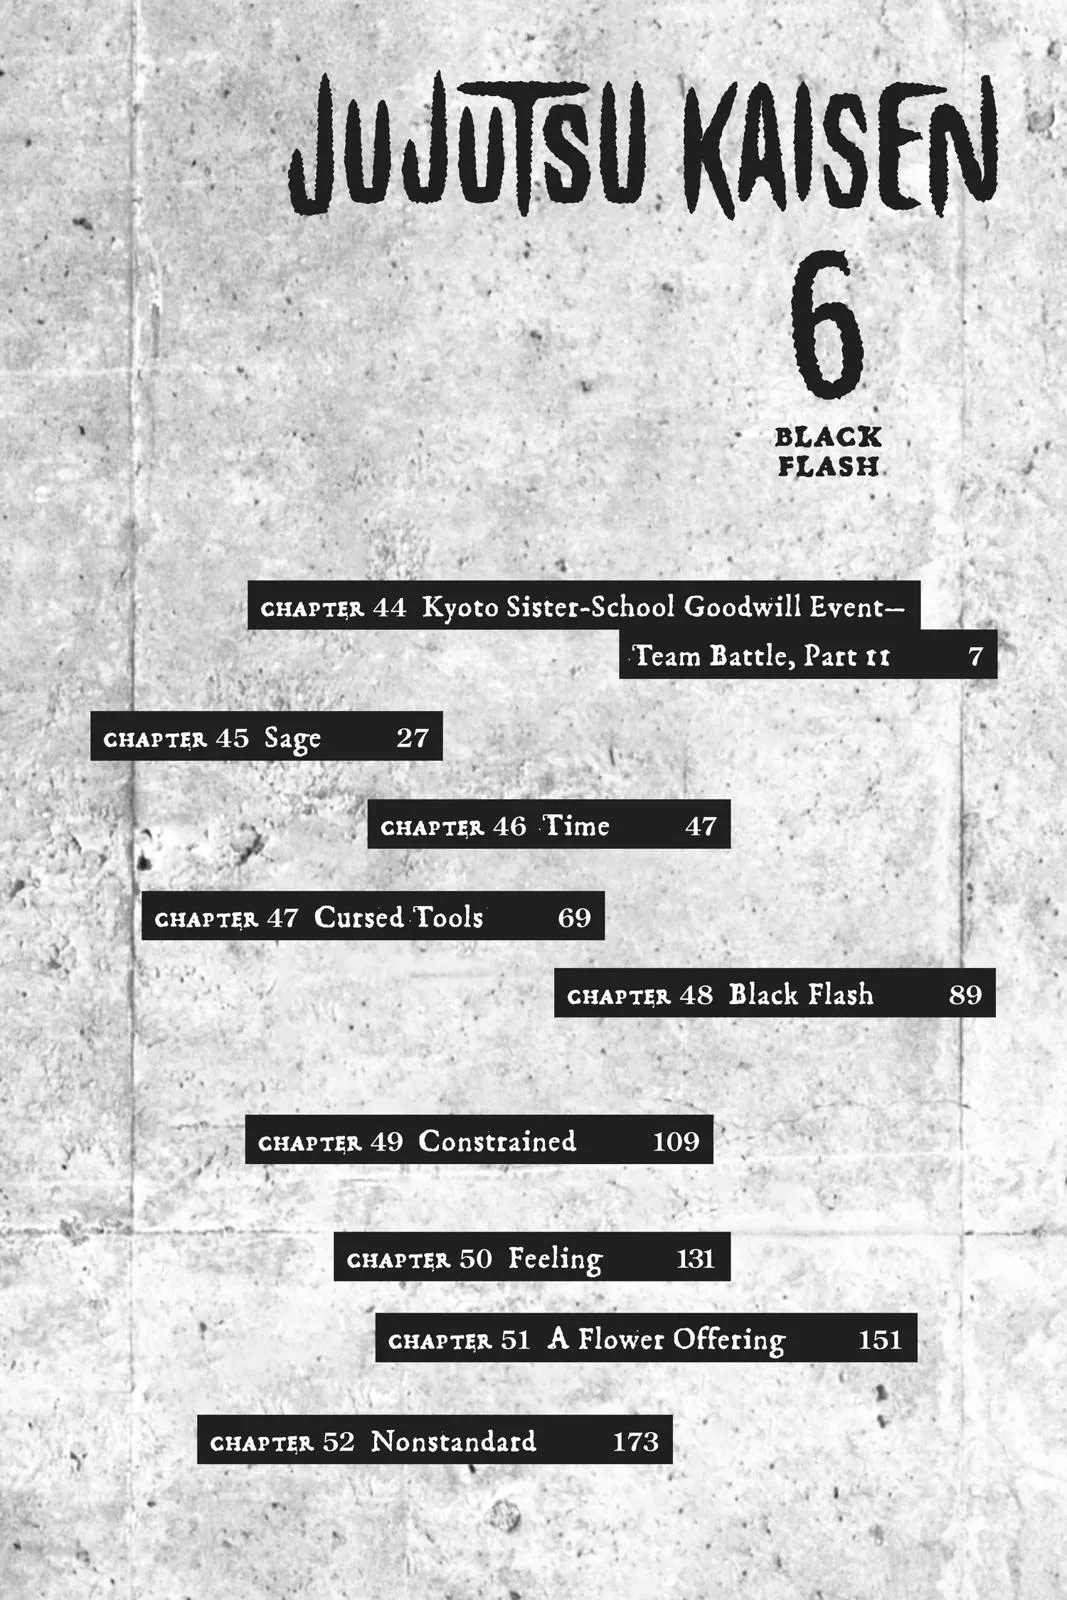 JUJUTSU KAISEN
6
BLACK
FLASH
CHAPTER 44 Kyoto Sister-School Goodwill Event—
Team Battle, Part 11 7
CHAPTER 45 Sage 27
CHAPTER 46 Time 47
CHAPTER 47 Cursed Tools 69
CHAPTER 48 Black Flash 89
CHAPTER 49 Constrained 109
CHAPTER 50 Feeling 131
CHAPTER 51 A Flower Offering 151
CHAPTER 52 Nonstandard 173